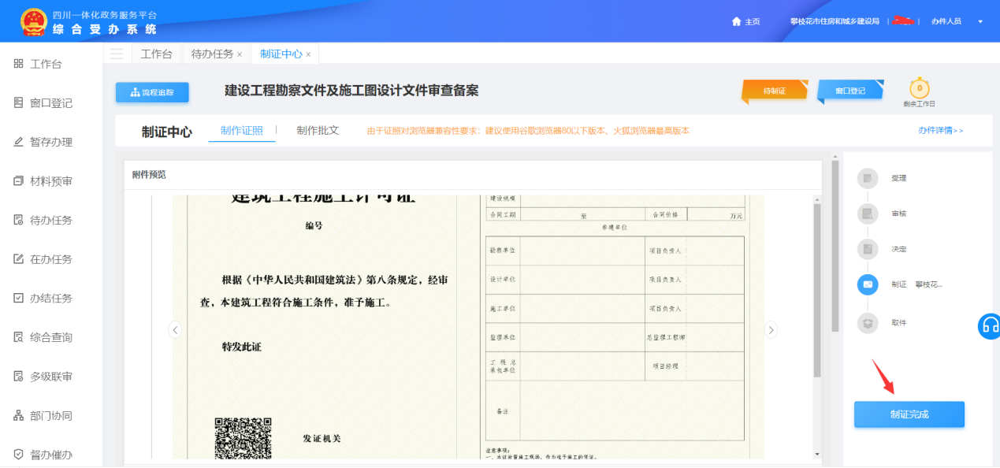 四川一体化政务服务平台
综合受办系统
主页
攀枝花市住房和城乡建设局
办件人员
工作台
待办任务 ×
制证中心 ×
工作台
窗口登记
暂存办理
材料预审
待办任务
在办任务
办结任务
综合查询
多级联审
部门协同
督办催办
流程追踪
建设工程勘察文件及施工图设计文件审查备案
待制证
窗口登记
0
剩余工作日
制证中心
制作证照
制作批文
由于证照对浏览器兼容性要求：建议使用谷歌浏览器80以下版本、火狐浏览器最高版本
办件详情>>
附件预览
建筑工程施工许可证
编号
根据《中华人民共和国建筑法》第八条规定，经审
查，本建筑工程符合施工条件，准予施工。
特发此证
发证机关
建设规模
合同工期 至 合同价格 万元
参建单位
勘察单位 项目负责人
设计单位 项目负责人
施工单位 项目负责人
监理单位 总监理工程师
工程总
承包单位
项目经理
备注
注意事项：
一、本证放置施工现场，作为准予施工的凭证。
受理
审核
决定
制证 攀枝花...
取件
制证完成